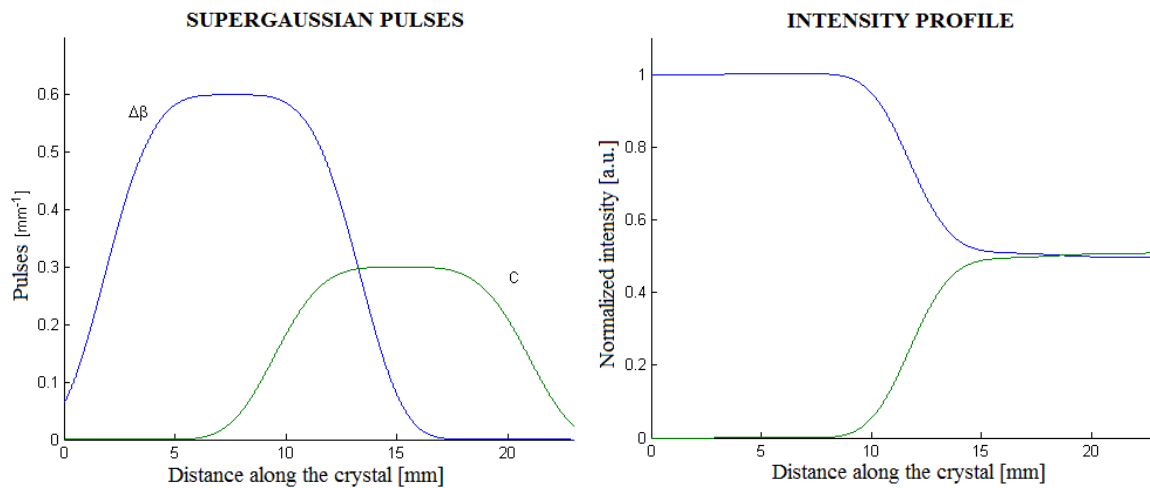 SUPERGAUSSIAN PULSES
Pulses [mm⁻¹]
0.6
0.5
0.4
0.3
0.2
0.1
0
Δβ
C
0 5 10 15 20
Distance along the crystal [mm]
INTENSITY PROFILE
Normalized intensity [a.u.]
1
0.8
0.6
0.4
0.2
0
0 5 10 15 20
Distance along the crystal [mm]